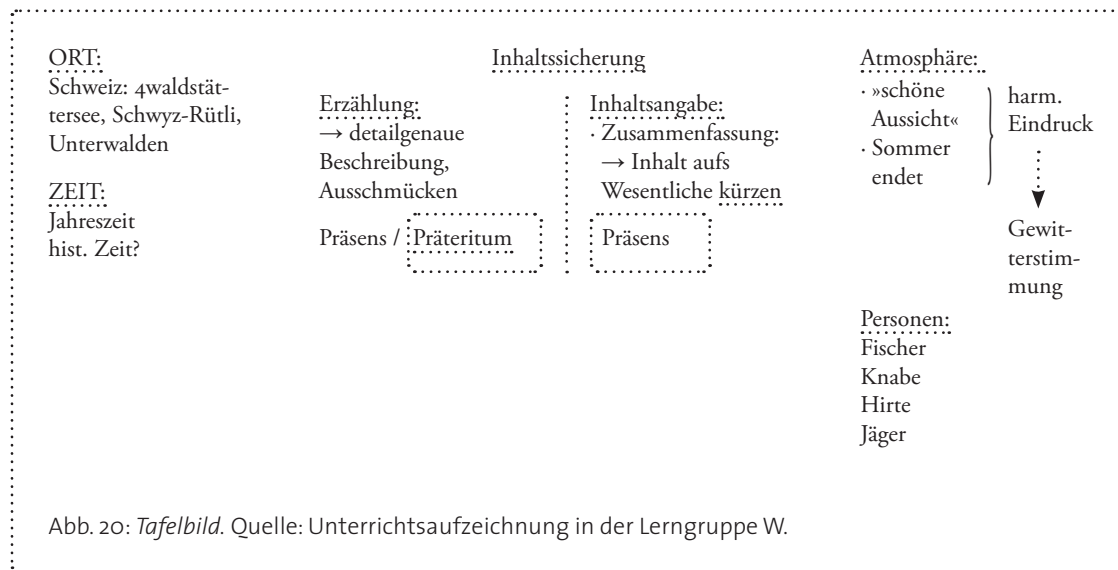 ORT:
Schweiz: 4waldstät-
tersee, Schwyz-Rütli,
Unterwalden
ZEIT:
Jahreszeit
hist. Zeit?
Inhaltssicherung
Erzählung:
→ detailgenaue
Beschreibung,
Ausschmücken
Präsens / Präteritum
Inhaltsangabe:
· Zusammenfassung:
→ Inhalt aufs
Wesentliche kürzen
Präsens
Atmosphäre:
· »schöne
Aussicht«
· Sommer
endet
harm.
Eindruck
Gewit-
terstim-
mung
Personen:
Fischer
Knabe
Hirte
Jäger
Abb. 20: Tafelbild. Quelle: Unterrichtsaufzeichnung in der Lerngruppe W.